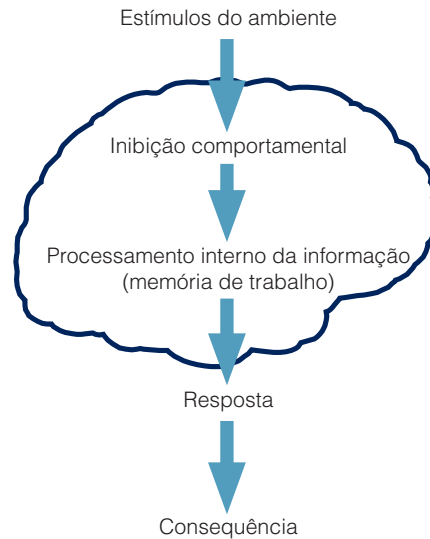 Estímulos do ambiente
Inibição comportamental
Processamento interno da informação
(memória de trabalho)
Resposta
Consequência